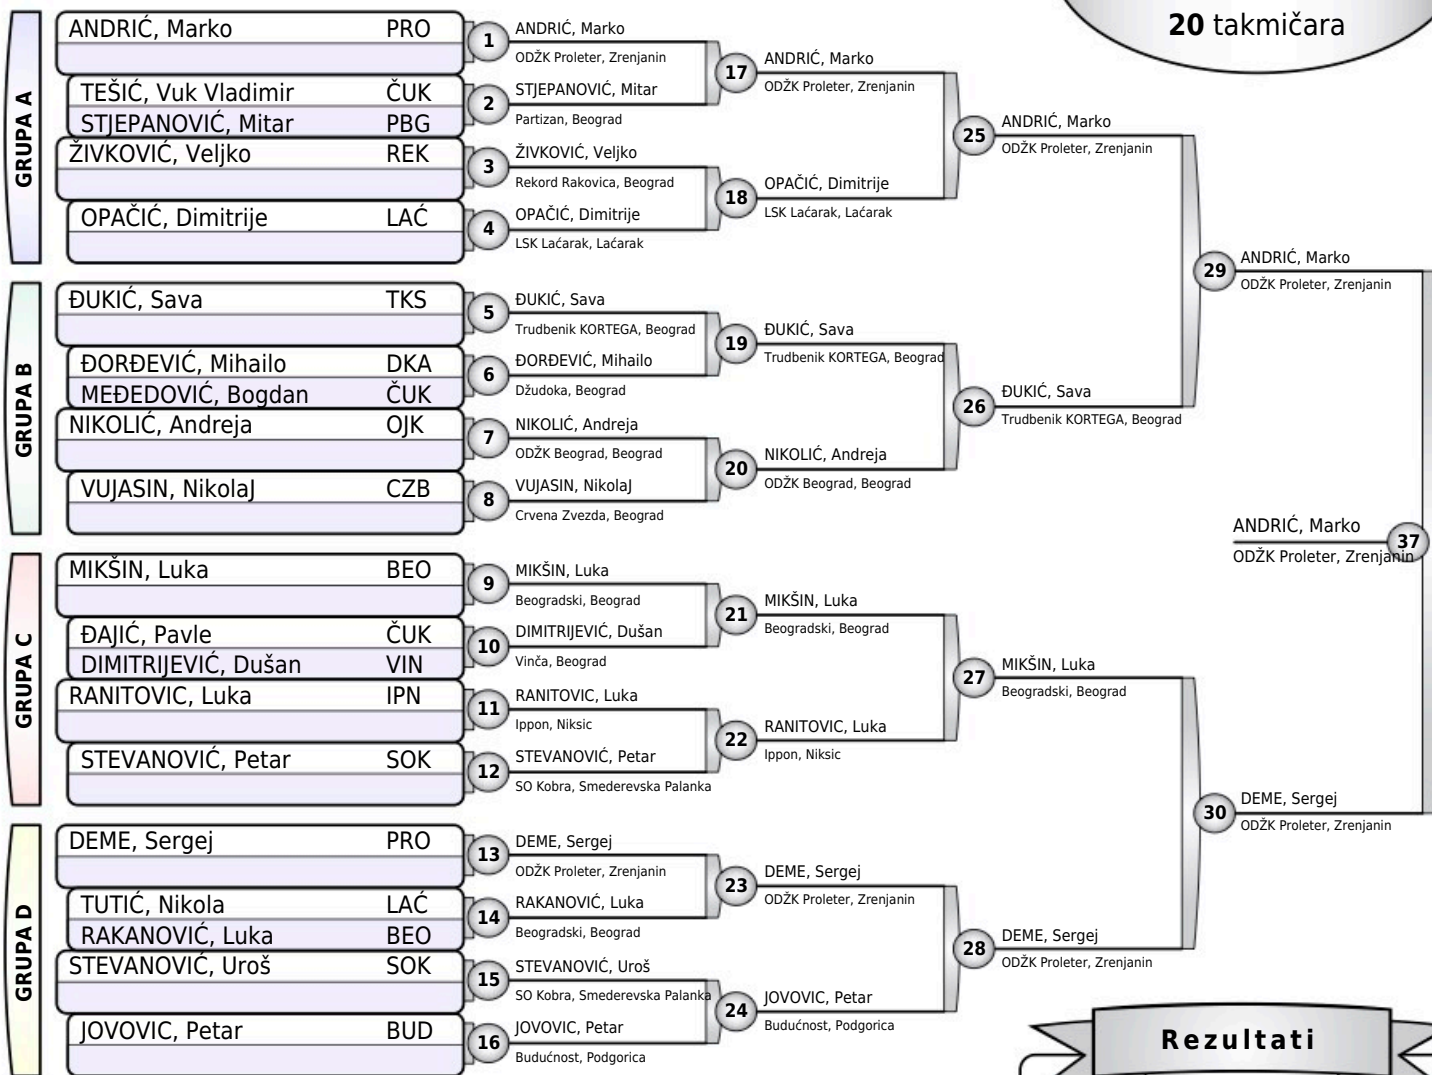 20 takmičara
GRUPA A
ANDRIĆ, Marko PRO
TEŠIĆ, Vuk Vladimir ČUK
STJEPANOVIĆ, Mitar PBG
ŽIVKOVIĆ, Veljko REK
OPAČIĆ, Dimitrije LAĆ
GRUPA B
ĐUKIĆ, Sava TKS
ĐORĐEVIĆ, Mihailo DKA
MEĐEDOVIĆ, Bogdan ČUK
NIKOLIĆ, Andreja OJK
VUJASIN, NikolaJ CZB
GRUPA C
MIKŠIN, Luka BEO
ĐAJIĆ, Pavle ČUK
DIMITRIJEVIĆ, Dušan VIN
RANITOVIC, Luka IPN
STEVANOVIĆ, Petar SOK
GRUPA D
DEME, Sergej PRO
TUTIĆ, Nikola LAĆ
RAKANOVIĆ, Luka BEO
STEVANOVIĆ, Uroš SOK
JOVOVIC, Petar BUD
1 ANDRIĆ, Marko
ODŽK Proleter, Zrenjanin
2 STJEPANOVIĆ, Mitar
Partizan, Beograd
3 ŽIVKOVIĆ, Veljko
Rekord Rakovica, Beograd
4 OPAČIĆ, Dimitrije
LSK Laćarak, Laćarak
5 ĐUKIĆ, Sava
Trudbenik KORTEGA, Beograd
6 ĐORĐEVIĆ, Mihailo
Džudoka, Beograd
7 NIKOLIĆ, Andreja
ODŽK Beograd, Beograd
8 VUJASIN, NikolaJ
Crvena Zvezda, Beograd
9 MIKŠIN, Luka
Beogradski, Beograd
10 DIMITRIJEVIĆ, Dušan
Vinča, Beograd
11 RANITOVIC, Luka
Ippon, Niksic
12 STEVANOVIĆ, Petar
SO Kobra, Smederevska Palanka
13 DEME, Sergej
ODŽK Proleter, Zrenjanin
14 RAKANOVIĆ, Luka
Beogradski, Beograd
15 STEVANOVIĆ, Uroš
SO Kobra, Smederevska Palanka
16 JOVOVIC, Petar
Budućnost, Podgorica
17 ANDRIĆ, Marko
ODŽK Proleter, Zrenjanin
18 OPAČIĆ, Dimitrije
LSK Laćarak, Laćarak
19 ĐUKIĆ, Sava
Trudbenik KORTEGA, Beograd
20 NIKOLIĆ, Andreja
ODŽK Beograd, Beograd
21 MIKŠIN, Luka
Beogradski, Beograd
22 RANITOVIC, Luka
Ippon, Niksic
23 DEME, Sergej
ODŽK Proleter, Zrenjanin
24 JOVOVIC, Petar
Budućnost, Podgorica
25 ANDRIĆ, Marko
ODŽK Proleter, Zrenjanin
26 ĐUKIĆ, Sava
Trudbenik KORTEGA, Beograd
27 MIKŠIN, Luka
Beogradski, Beograd
28 DEME, Sergej
ODŽK Proleter, Zrenjanin
29 ANDRIĆ, Marko
ODŽK Proleter, Zrenjanin
30 DEME, Sergej
ODŽK Proleter, Zrenjanin
ANDRIĆ, Marko 37
ODŽK Proleter, Zrenjanin
Rezultati